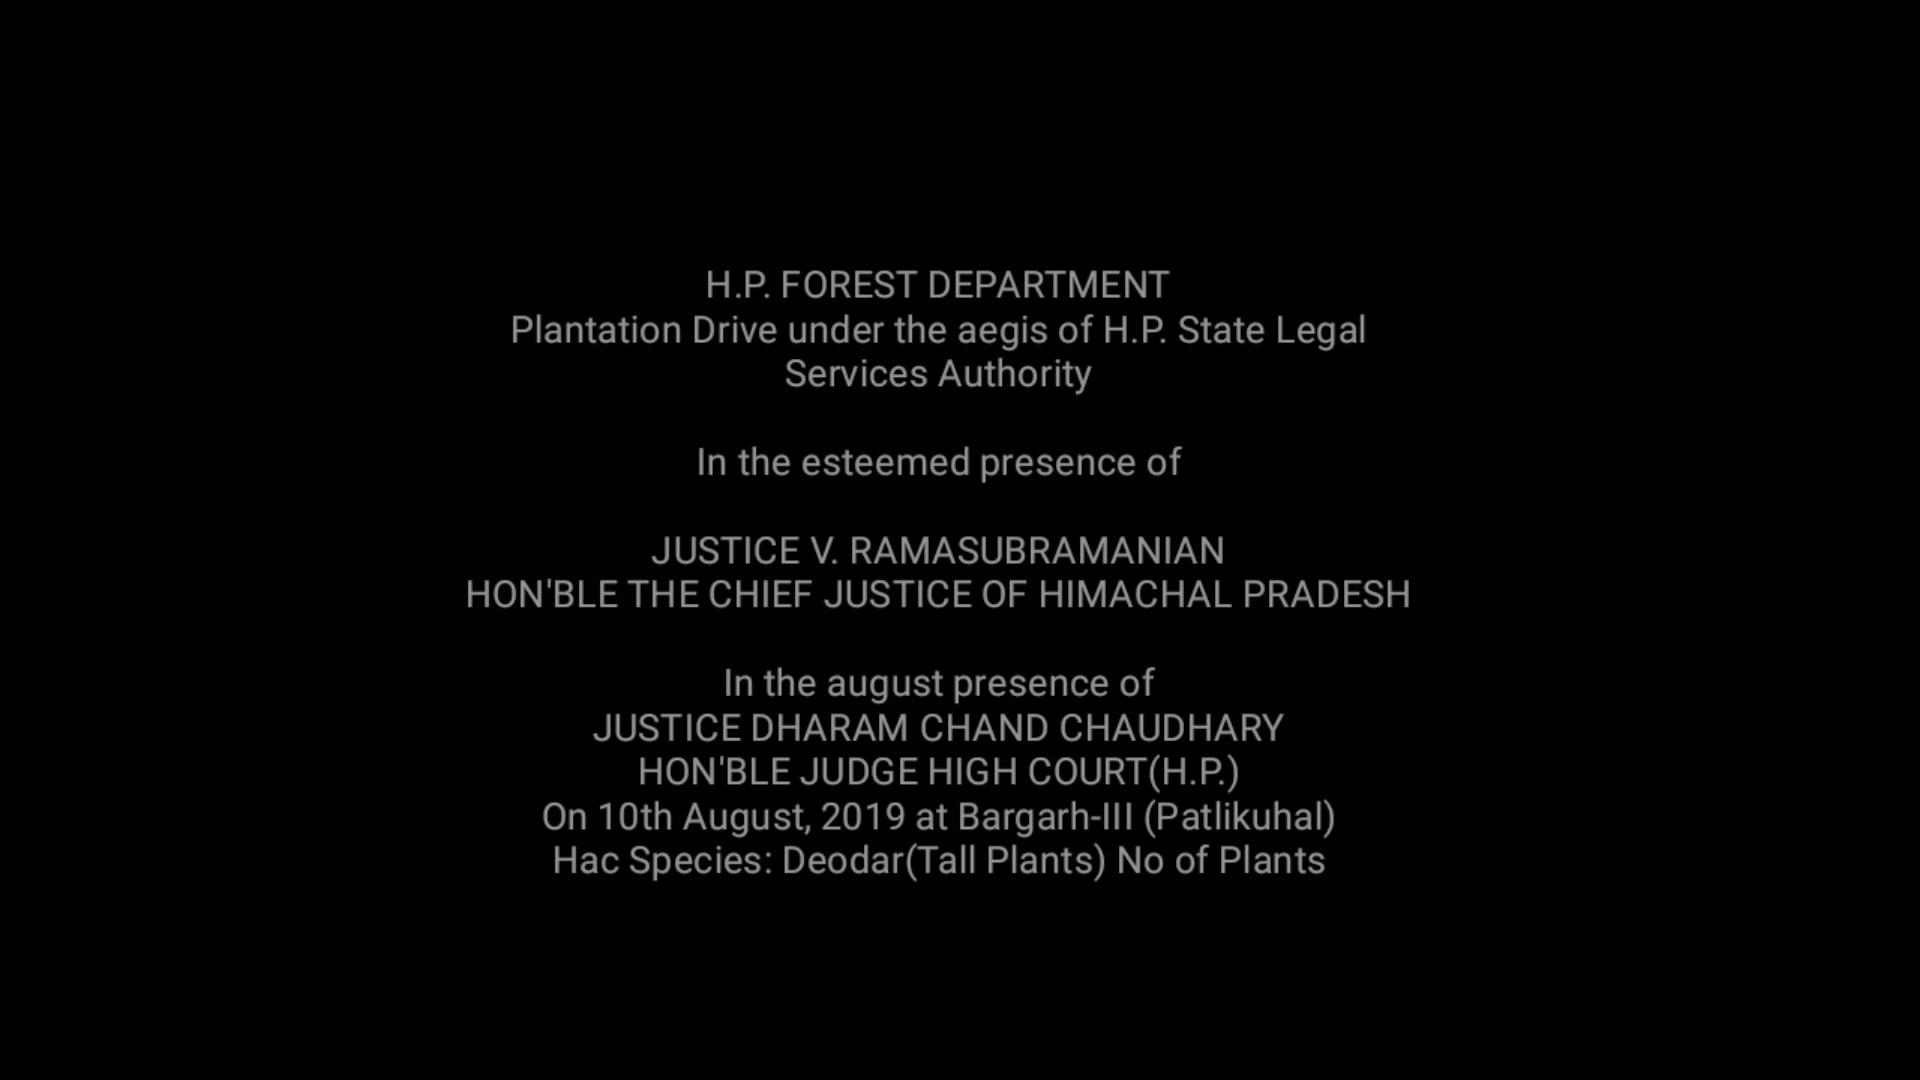 H.P. FOREST DEPARTMENT
Plantation Drive under the aegis of H.P. State Legal
Services Authority
In the esteemed presence of
JUSTICE V. RAMASUBRAMANIAN
HON'BLE THE CHIEF JUSTICE OF HIMACHAL PRADESH
In the august presence of
JUSTICE DHARAM CHAND CHAUDHARY
HON'BLE JUDGE HIGH COURT(H.P.)
On 10th August, 2019 at Bargarh-III (Patlikuhal)
Hac Species: Deodar(Tall Plants) No of Plants